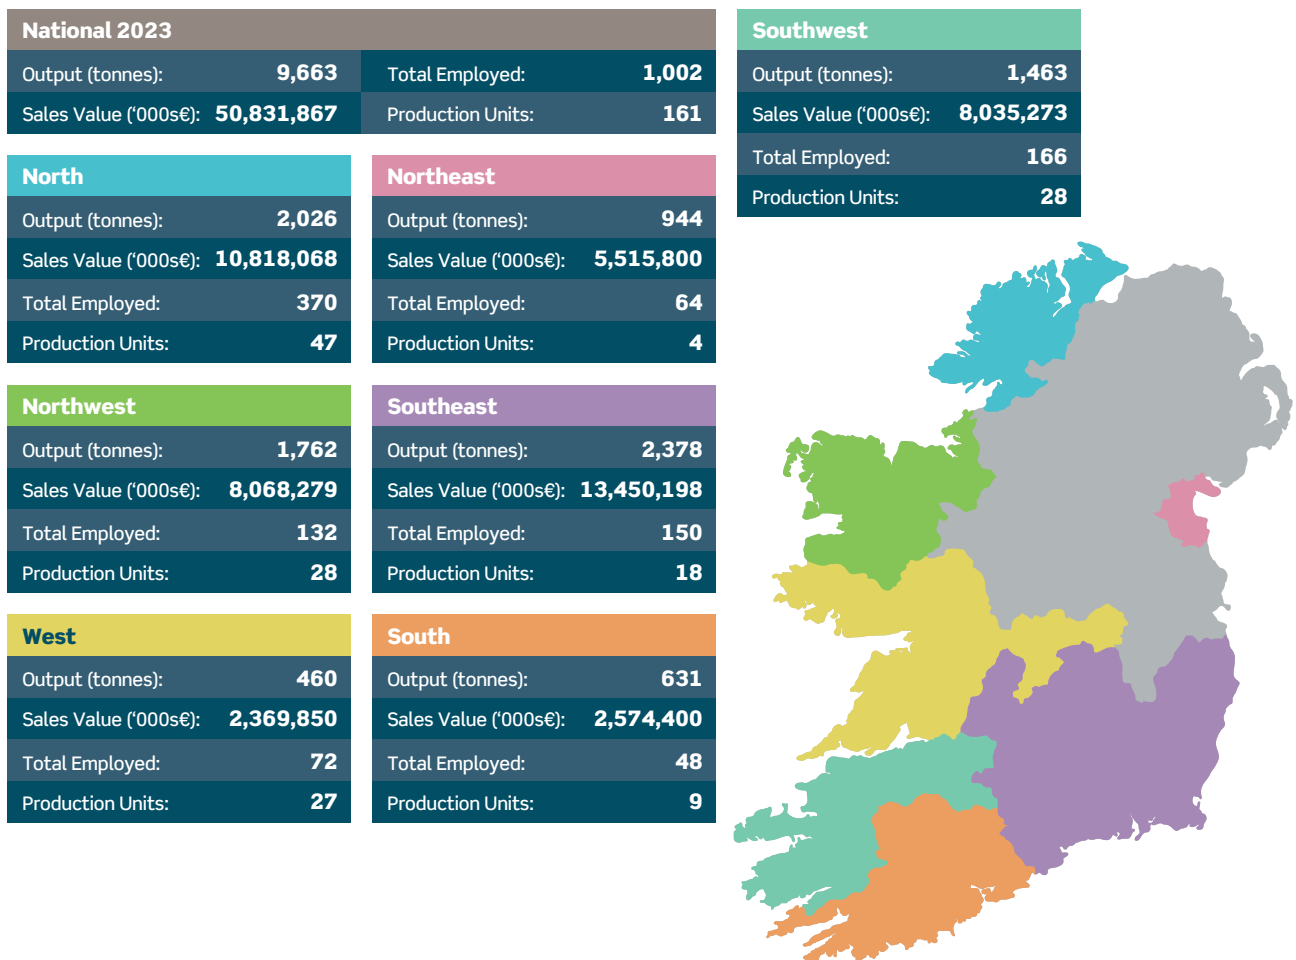 National 2023
Output (tonnes): 9,663 Total Employed: 1,002
Sales Value (‘000s€): 50,831,867 Production Units: 161
Southwest
Output (tonnes): 1,463
Sales Value (‘000s€): 8,035,273
Total Employed: 166
Production Units: 28
North
Output (tonnes): 2,026
Sales Value (‘000s€): 10,818,068
Total Employed: 370
Production Units: 47
Northeast
Output (tonnes): 944
Sales Value (‘000s€): 5,515,800
Total Employed: 64
Production Units: 4
Northwest
Output (tonnes): 1,762
Sales Value (‘000s€): 8,068,279
Total Employed: 132
Production Units: 28
Southeast
Output (tonnes): 2,378
Sales Value (‘000s€): 13,450,198
Total Employed: 150
Production Units: 18
West
Output (tonnes): 460
Sales Value (‘000s€): 2,369,850
Total Employed: 72
Production Units: 27
South
Output (tonnes): 631
Sales Value (‘000s€): 2,574,400
Total Employed: 48
Production Units: 9